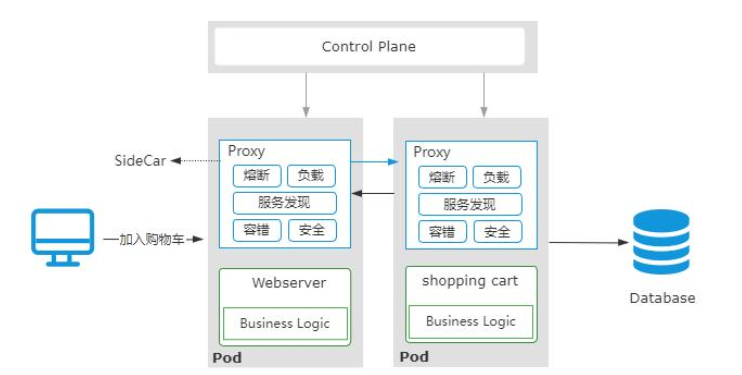 Control Plane
SideCar
Proxy
熔断
负载
服务发现
容错
安全
Proxy
熔断
负载
服务发现
容错
安全
加入购物车
Webserver
Business Logic
Pod
shopping cart
Business Logic
Pod
Database